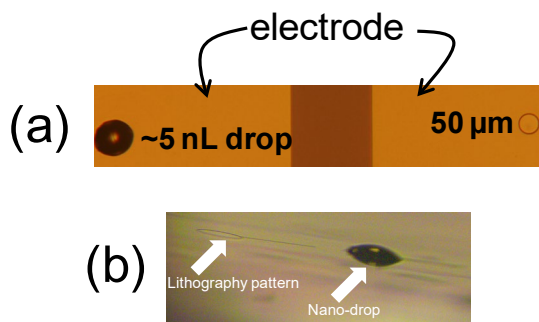 electrode
(a)
~5 nL drop
50 µm
(b)
Lithography pattern
Nano-drop